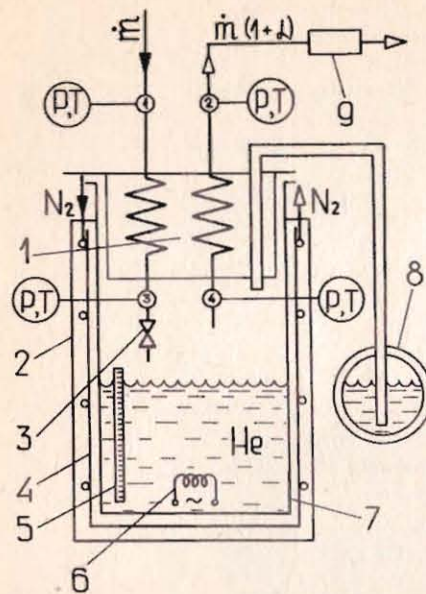 ṁ
ṁ(1+α)
P,T 1 2 P,T
9
N₂ N₂
1
P,T 3 4 P,T
2
8
3
He
4
5
7
6